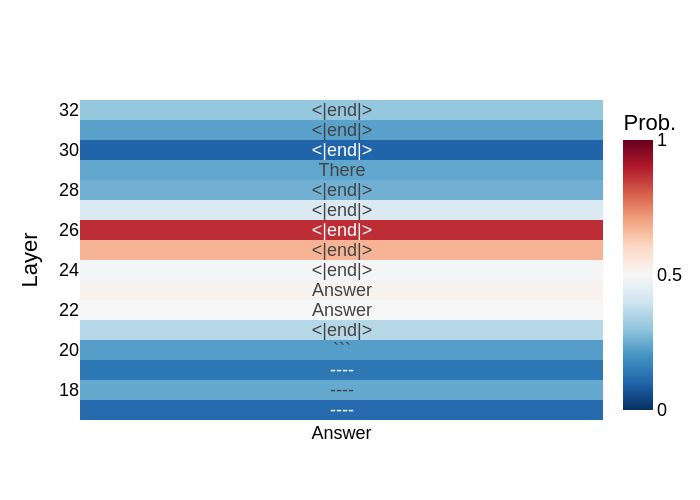 Prob.
32 <|end|> 1
<|end|>
30 <|end|>
There
28 <|end|>
<|end|>
26 <|end|>
<|end|>
24 <|end|> 0.5
Answer
22 Answer
<|end|>
20 ```
----
18 ----
---- 0
Layer
Answer